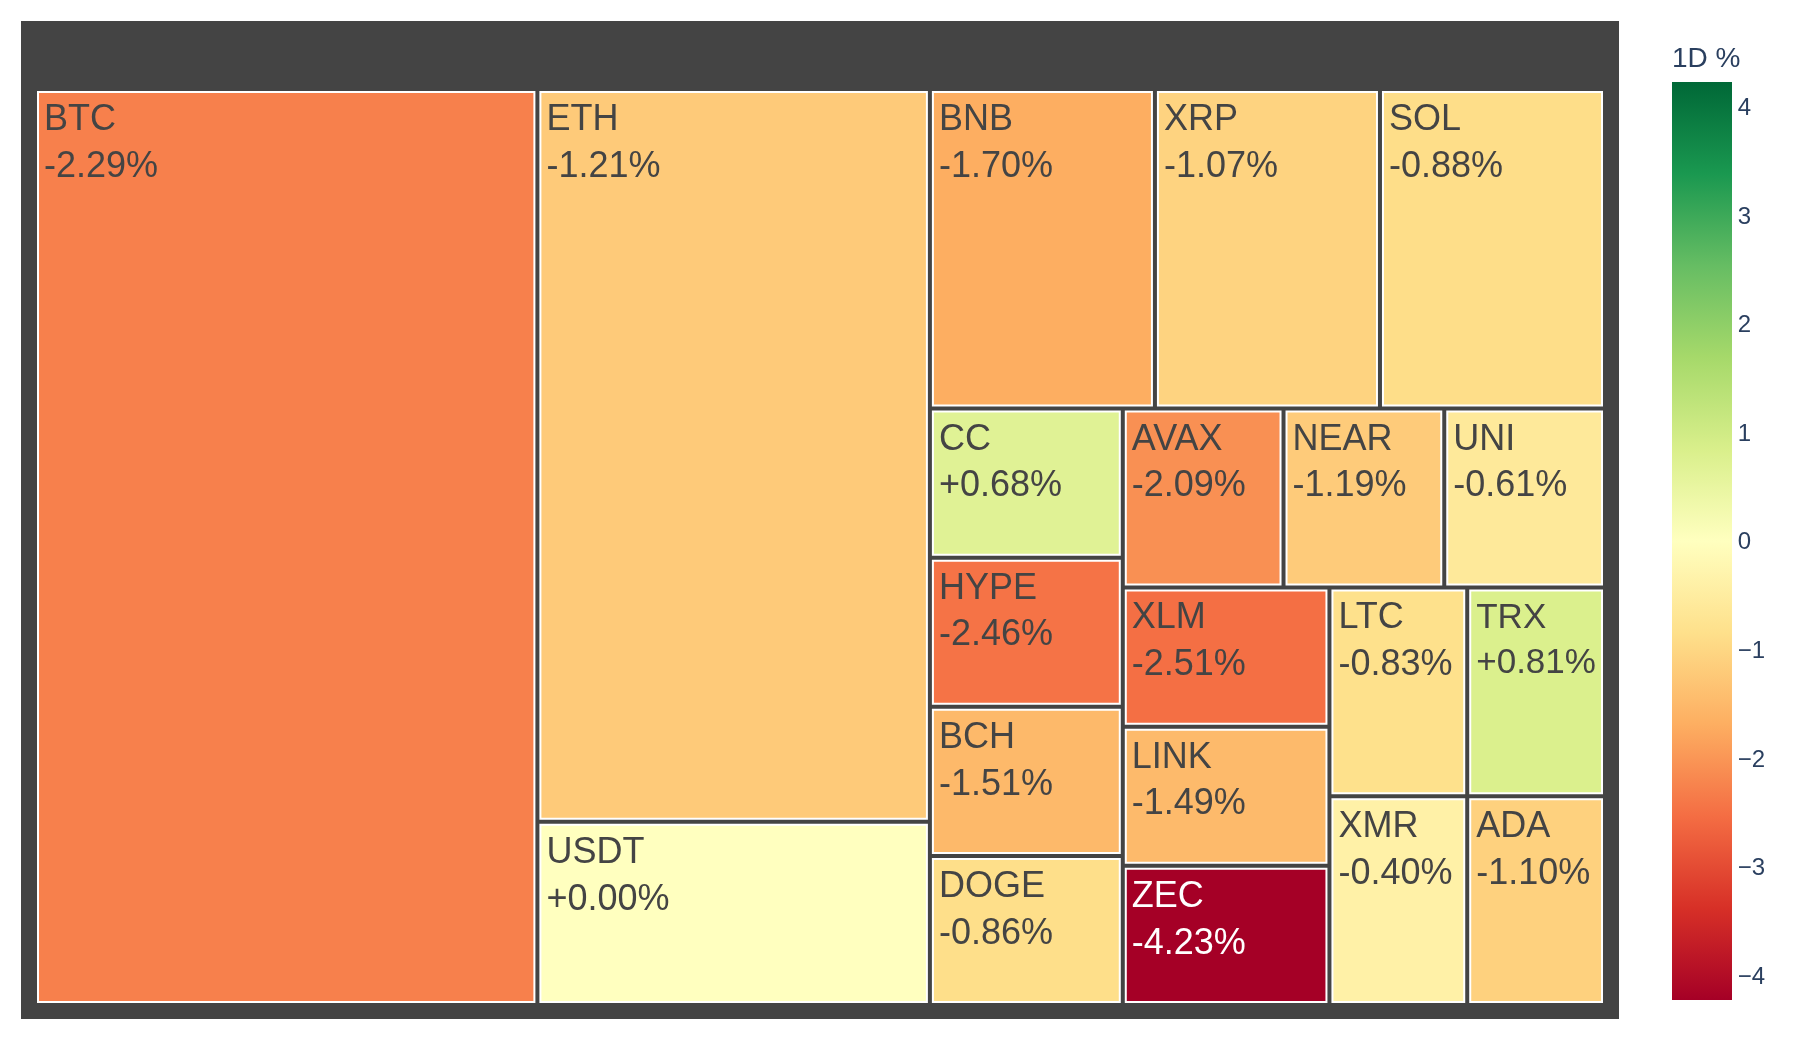 BTC
-2.29%
ETH
-1.21%
USDT
+0.00%
BNB
-1.70%
XRP
-1.07%
SOL
-0.88%
CC
+0.68%
HYPE
-2.46%
BCH
-1.51%
DOGE
-0.86%
AVAX
-2.09%
NEAR
-1.19%
UNI
-0.61%
XLM
-2.51%
LINK
-1.49%
ZEC
-4.23%
LTC
-0.83%
TRX
+0.81%
XMR
-0.40%
ADA
-1.10%
1D %
4
3
2
1
0
−1
−2
−3
−4